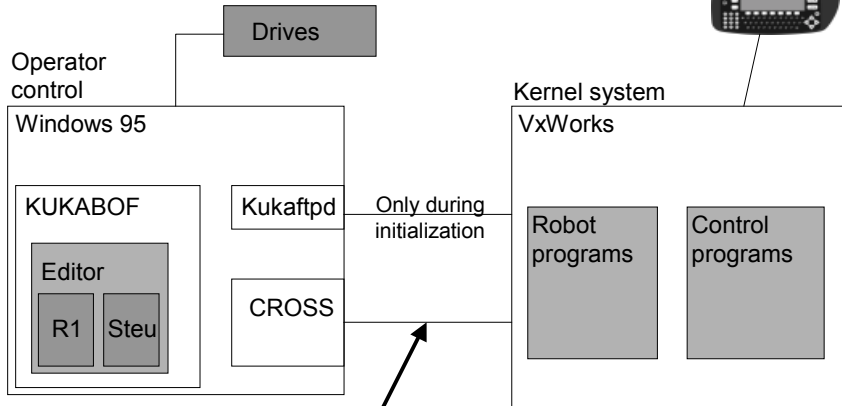 Drives
Operator
control
Kernel system
Windows 95
VxWorks
KUKABOF
Kukaftpd
Only during
initialization
Robot
programs
Control
programs
Editor
CROSS
R1
Steu